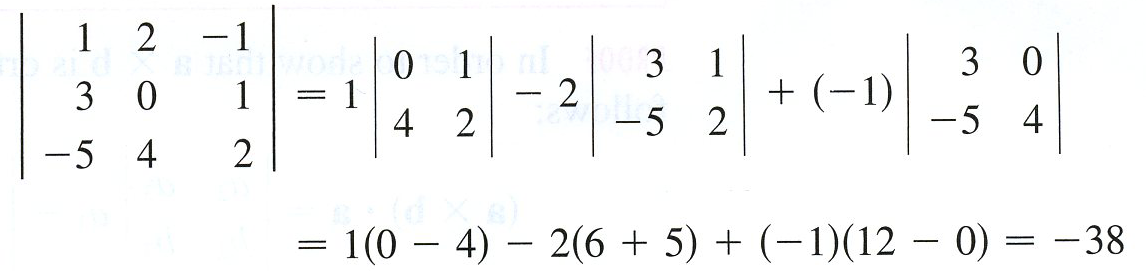 | 1 2 −1 |
| 3 0 1 | = 1 | 0 1 | − 2 | 3 1 | + (−1) | 3 0 |
| −5 4 2 | | 4 2 | | −5 2 | | −5 4 |
= 1(0 − 4) − 2(6 + 5) + (−1)(12 − 0) = −38